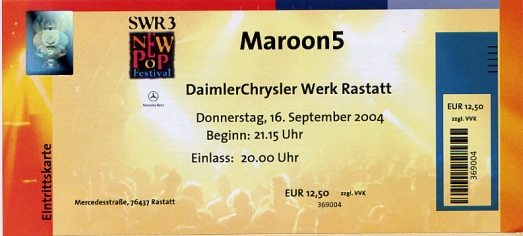 SWR3
NEW
POP
Festival
Mercedes-Benz
Maroon5
DaimlerChrysler Werk Rastatt
Donnerstag, 16. September 2004
Beginn: 21.15 Uhr
Einlass: 20.00 Uhr
EUR 12,50 zzgl. VVK
369004
Mercedesstraße, 76437 Rastatt
Eintrittskarte
EUR 12,50
zzgl. VVK
369004